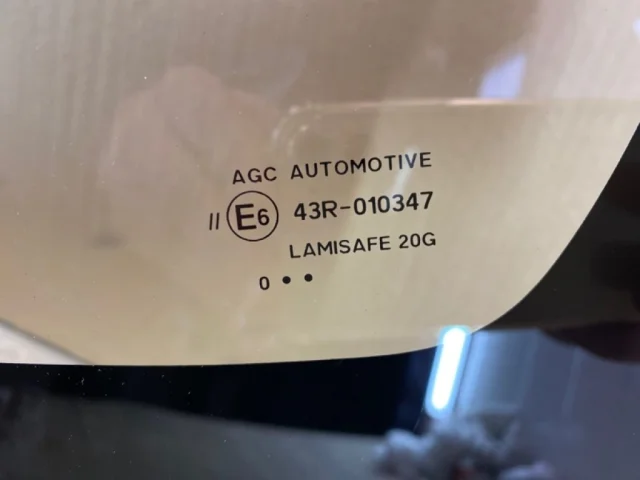 AGC AUTOMOTIVE
II E6 43R-010347
LAMISAFE 20G
0 • •